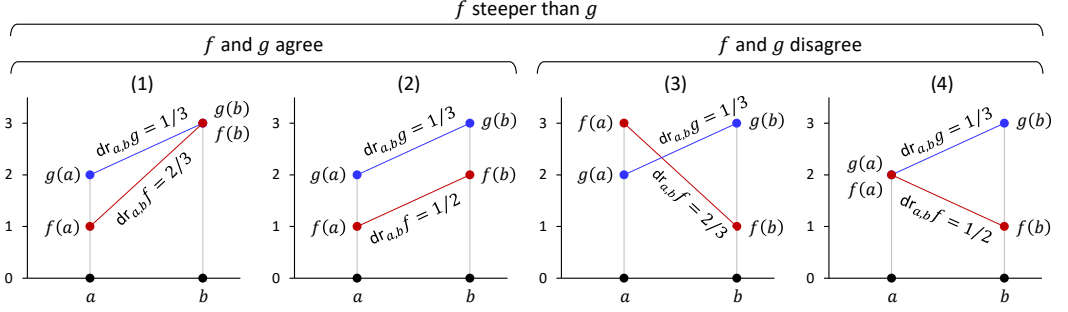 f steeper than g
f and g agree
f and g disagree
(1)
3
2
1
0
g(b)
f(b)
g(a)
f(a)
dr_{a,b}g = 1/3
dr_{a,b}f = 2/3
a
b
(2)
3
2
1
0
g(b)
g(a)
f(b)
f(a)
dr_{a,b}g = 1/3
dr_{a,b}f = 1/2
a
b
(3)
3
2
1
0
f(a)
g(b)
g(a)
f(b)
dr_{a,b}g = 1/3
dr_{a,b}f = 2/3
a
b
(4)
3
2
1
0
g(b)
g(a)
f(a)
f(b)
dr_{a,b}g = 1/3
dr_{a,b}f = 1/2
a
b